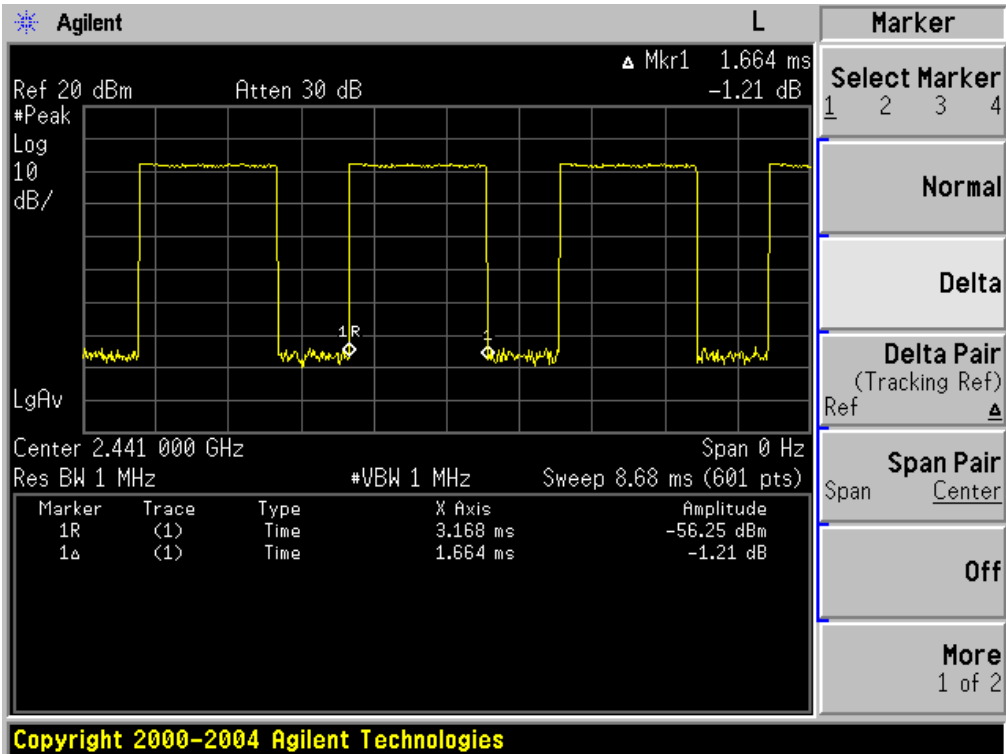 Agilent L Marker
Δ Mkr1 1.664 ms
Ref 20 dBm Atten 30 dB -1.21 dB
#Peak
Log
10
dB/
1R
1
LgAv
Center 2.441 000 GHz Span 0 Hz
Res BW 1 MHz #VBW 1 MHz Sweep 8.68 ms (601 pts)
Marker Trace Type X Axis Amplitude
1R (1) Time 3.168 ms -56.25 dBm
1Δ (1) Time 1.664 ms -1.21 dB
Select Marker
1 2 3 4
Normal
Delta
Delta Pair
(Tracking Ref)
Ref Δ
Span Pair
Span Center
Off
More
1 of 2
Copyright 2000-2004 Agilent Technologies